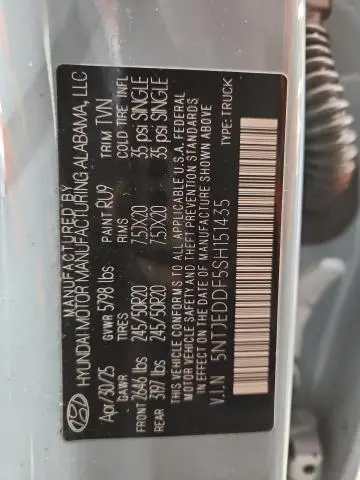 MANUFACTURED BY
HYUNDAI MOTOR MANUFACTURING ALABAMA, LLC
Apr/30/25 GVWR 5798 lbs PAINT RU9 TRIM TVN
GAWR TIRES RIMS COLD TIRE INFL
FRONT 2646 lbs 245/50R20 7.5JX20 35 psi SINGLE
REAR 3197 lbs 245/50R20 7.5JX20 35 psi SINGLE
THIS VEHICLE CONFORMS TO ALL APPLICABLE U.S.A. FEDERAL
MOTOR VEHICLE SAFETY AND THEFT PREVENTION STANDARDS
IN EFFECT ON THE DATE OF MANUFACTURE SHOWN ABOVE
V.I.N 5NTJEDDF5SH151435 TYPE:TRUCK